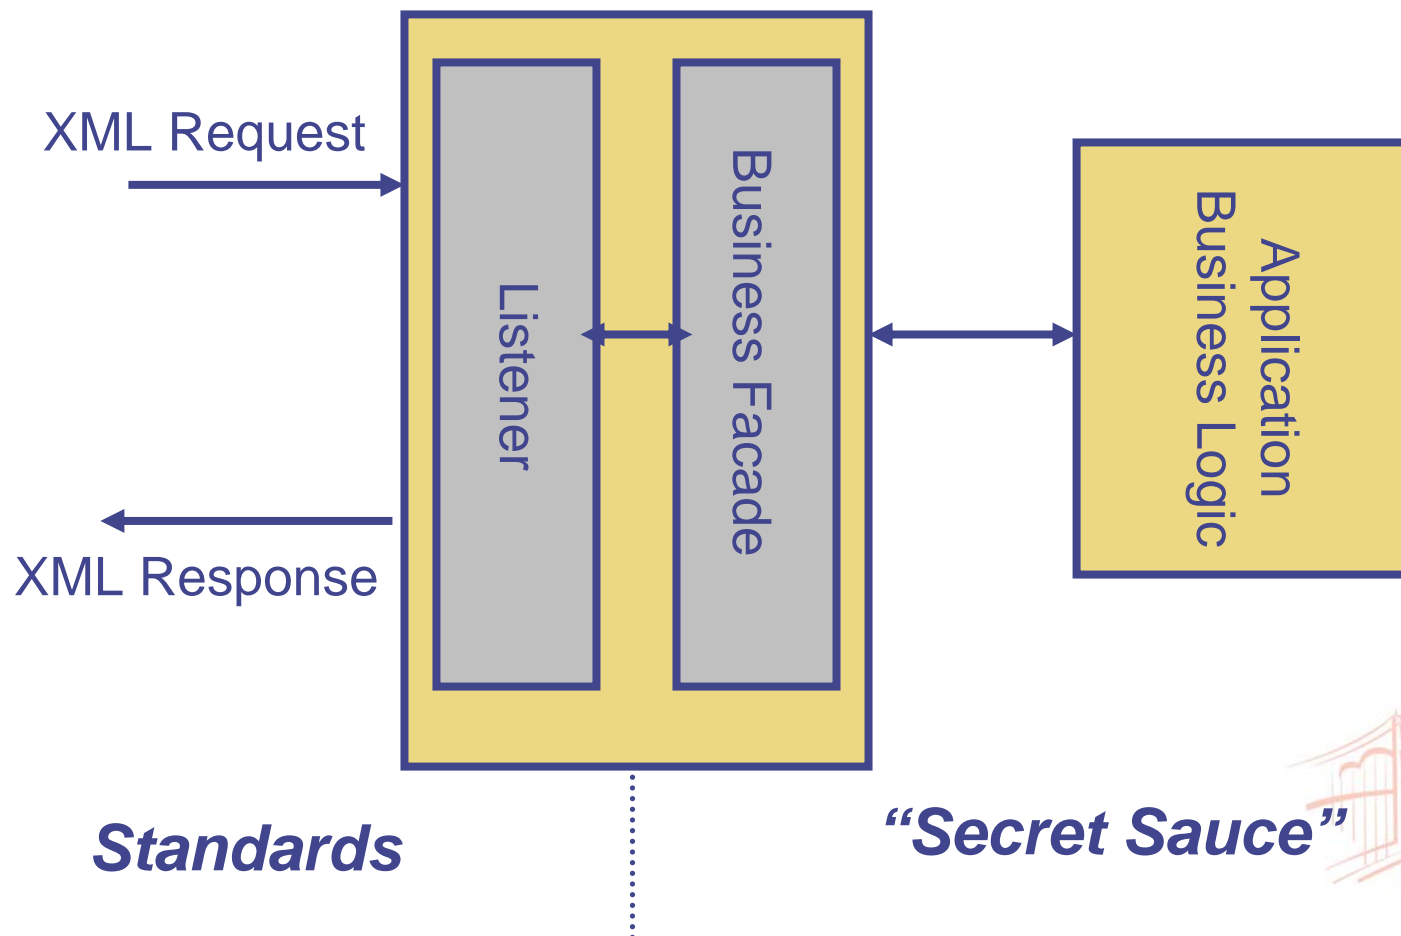 XML Request
XML Response
Listener
Business Facade
Application
Business Logic
Standards
“Secret Sauce”